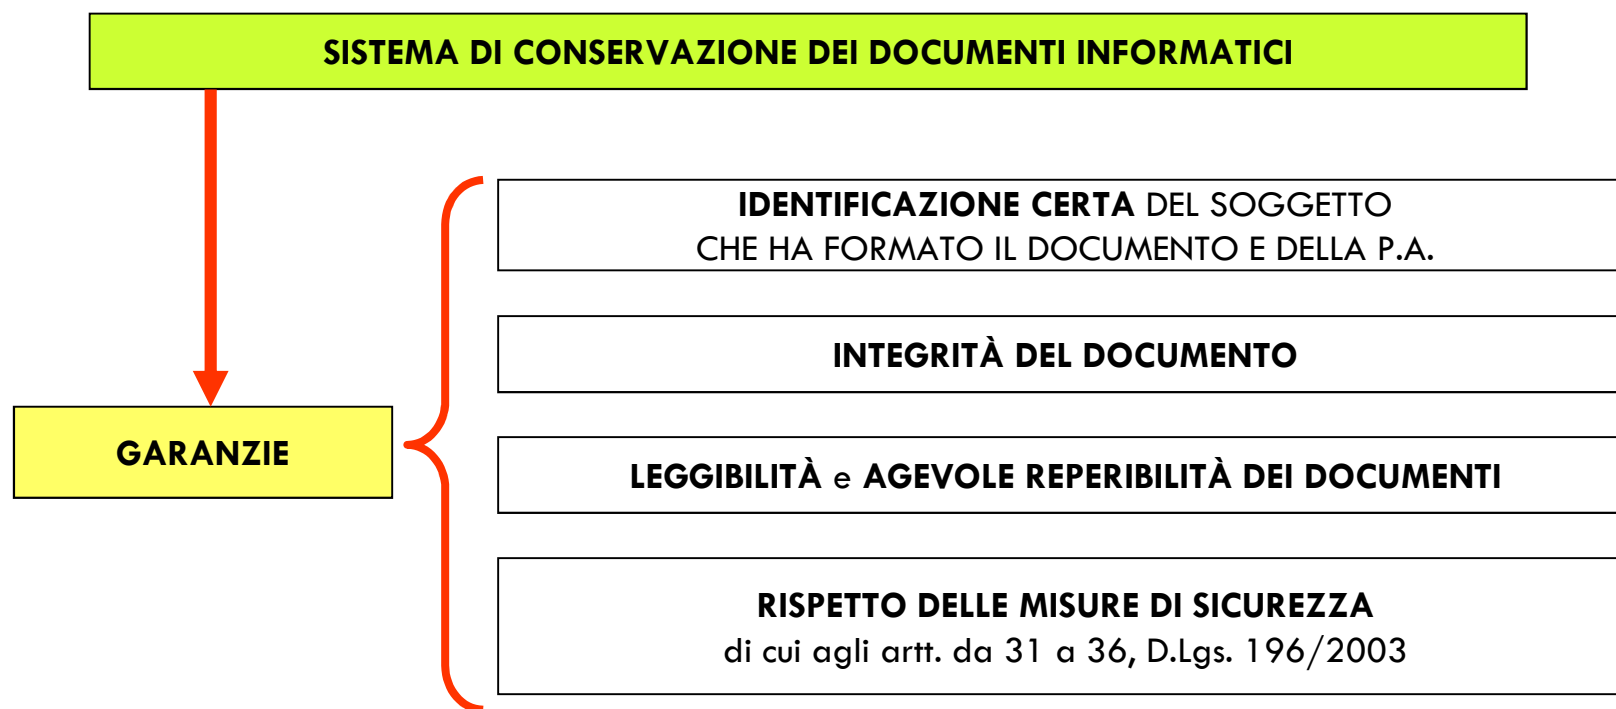 SISTEMA DI CONSERVAZIONE DEI DOCUMENTI INFORMATICI
IDENTIFICAZIONE CERTA DEL SOGGETTO
CHE HA FORMATO IL DOCUMENTO E DELLA P.A.
INTEGRITÀ DEL DOCUMENTO
GARANZIE
LEGGIBILITÀ e AGEVOLE REPERIBILITÀ DEI DOCUMENTI
RISPETTO DELLE MISURE DI SICUREZZA
di cui agli artt. da 31 a 36, D.Lgs. 196/2003